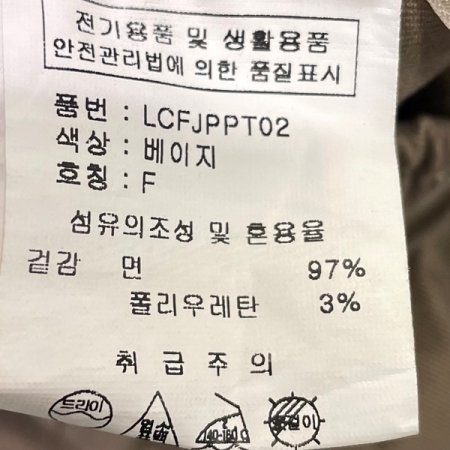 전기용품 및 생활용품
안전관리법에 의한 품질표시
품번 : LCFJPPT02
색상 : 베이지
호칭 : F
섬유의조성 및 혼용율
겉감 면 97%
폴리우레탄 3%
취 급 주 의
드라이